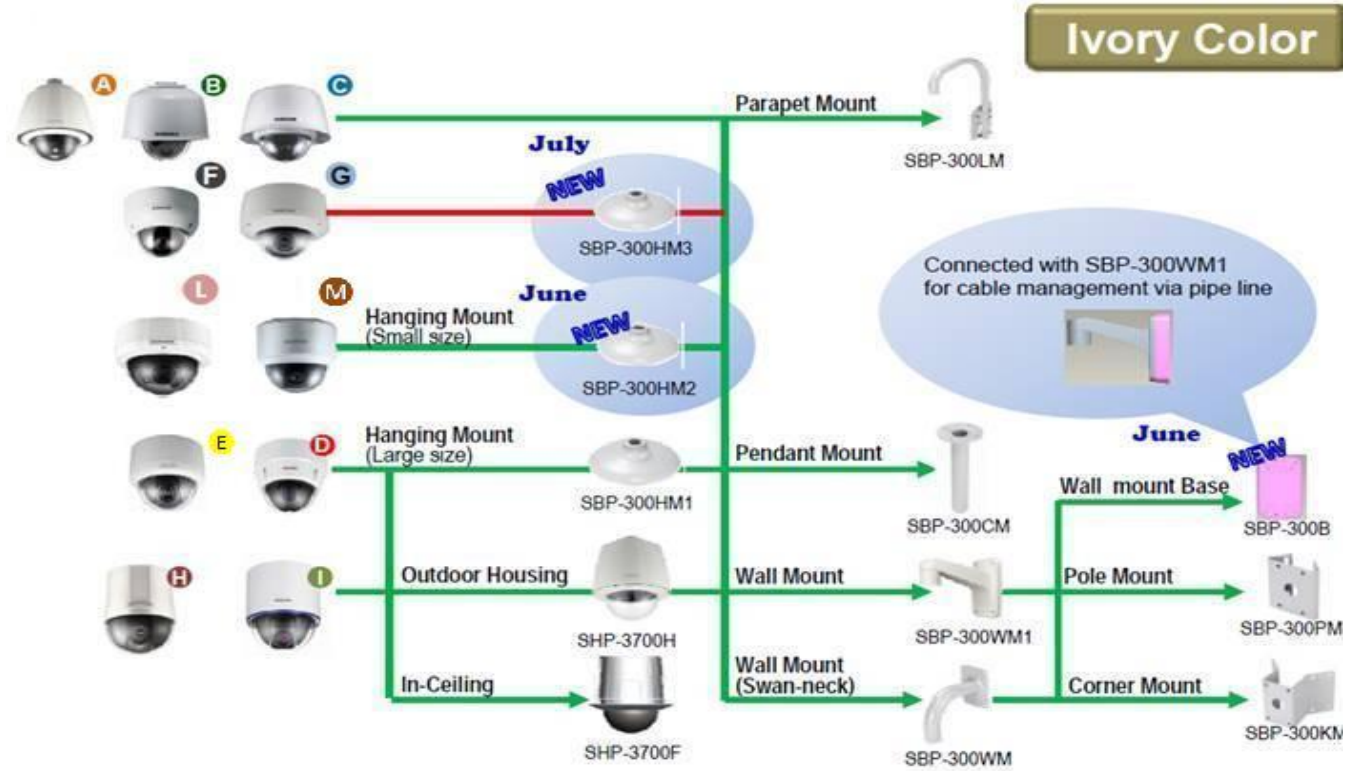 Ivory Color
A
B
C
Parapet Mount
SBP-300LM
July
F
G
NEW
SBP-300HM3
Connected with SBP-300WM1
for cable management via pipe line
L
M
June
Hanging Mount
(Small size)
NEW
SBP-300HM2
E
D
Hanging Mount
(Large size)
SBP-300HM1
Pendant Mount
SBP-300CM
June
NEW
Wall mount Base
SBP-300B
H
I
Outdoor Housing
SHP-3700H
Wall Mount
SBP-300WM1
Pole Mount
SBP-300PM
In-Ceiling
SHP-3700F
Wall Mount
(Swan-neck)
SBP-300WM
Corner Mount
SBP-300KM